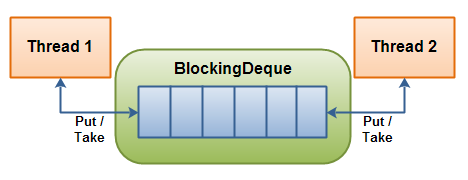 Thread 1
Thread 2
BlockingDeque
Put /
Take
Put /
Take